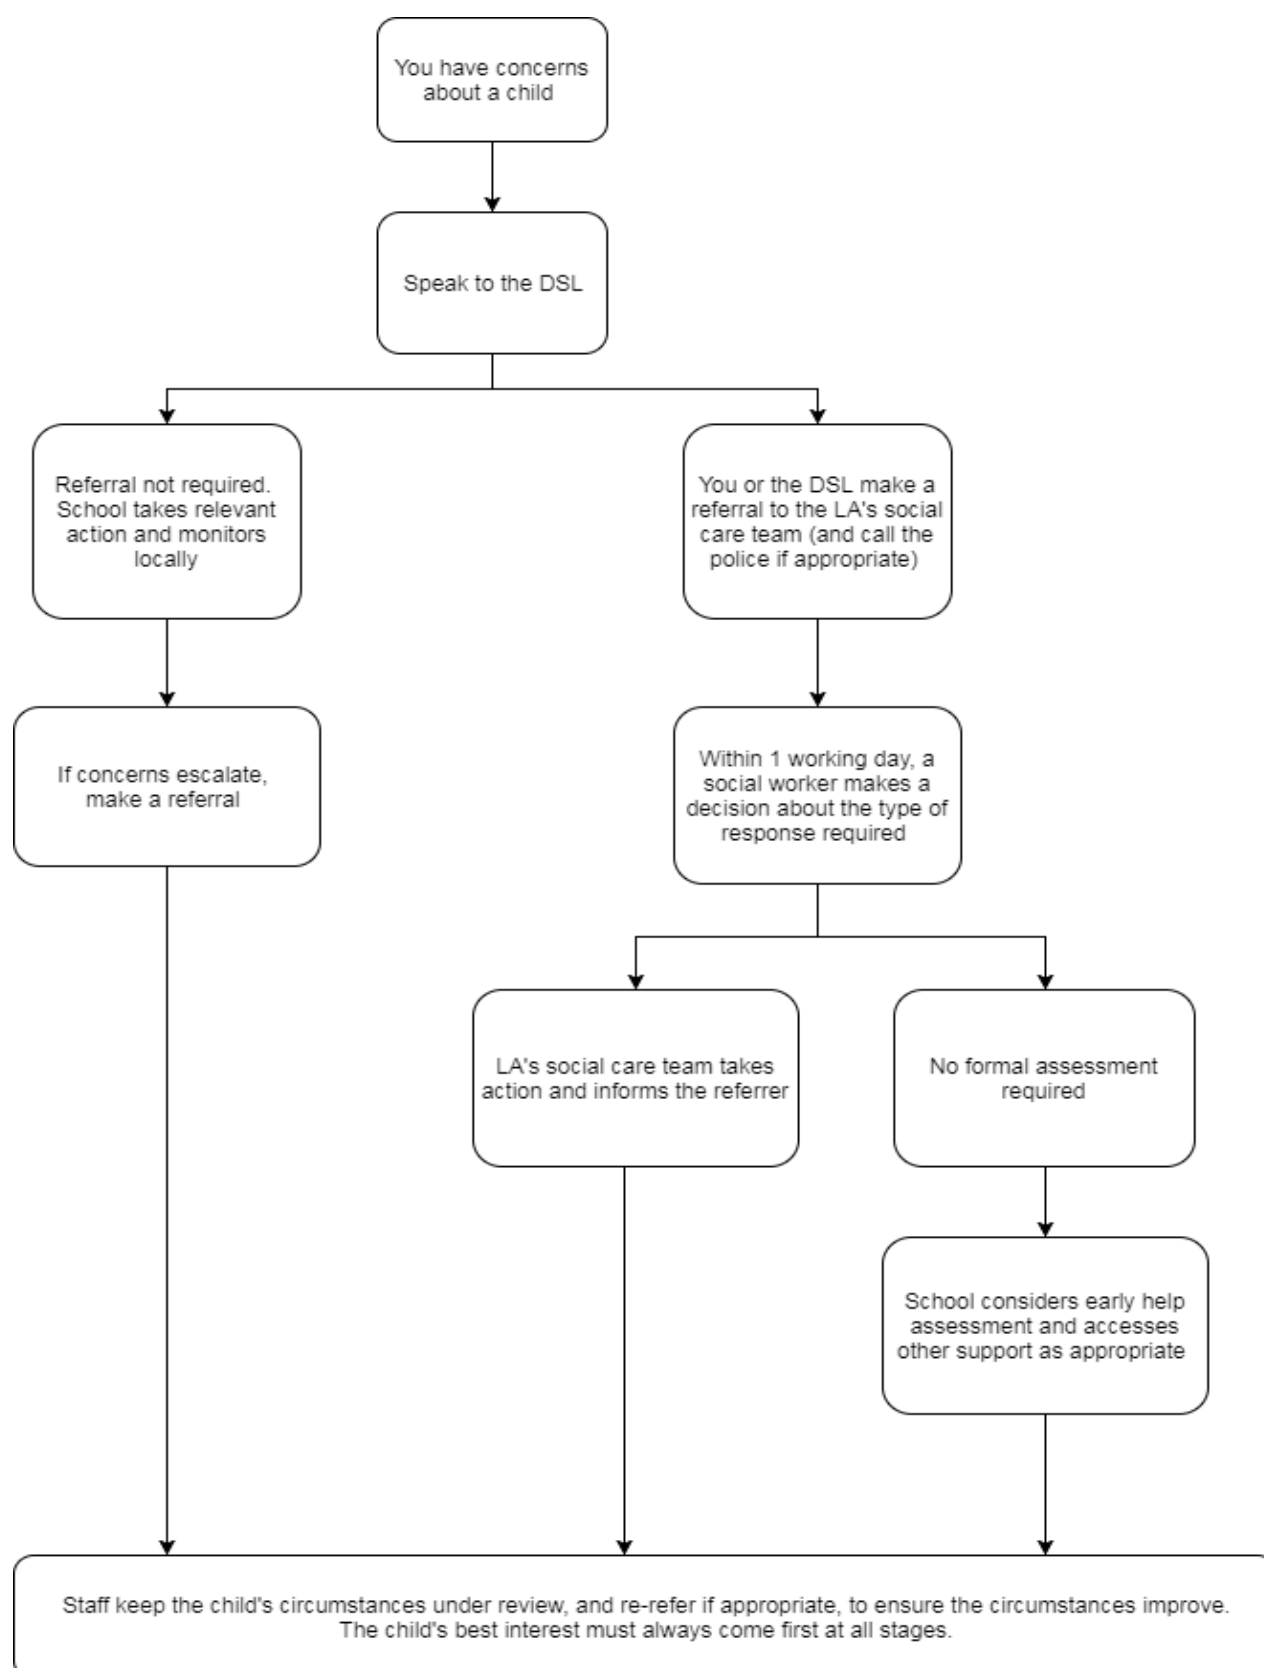 You have concerns
about a child
Speak to the DSL
Referral not required.
School takes relevant
action and monitors
locally
You or the DSL make a
referral to the LA's social
care team (and call the
police if appropriate)
If concerns escalate,
make a referral
Within 1 working day, a
social worker makes a
decision about the type of
response required
LA's social care team takes
action and informs the referrer
No formal assessment
required
School considers early help
assessment and accesses
other support as appropriate
Staff keep the child's circumstances under review, and re-refer if appropriate, to ensure the circumstances improve.
The child's best interest must always come first at all stages.